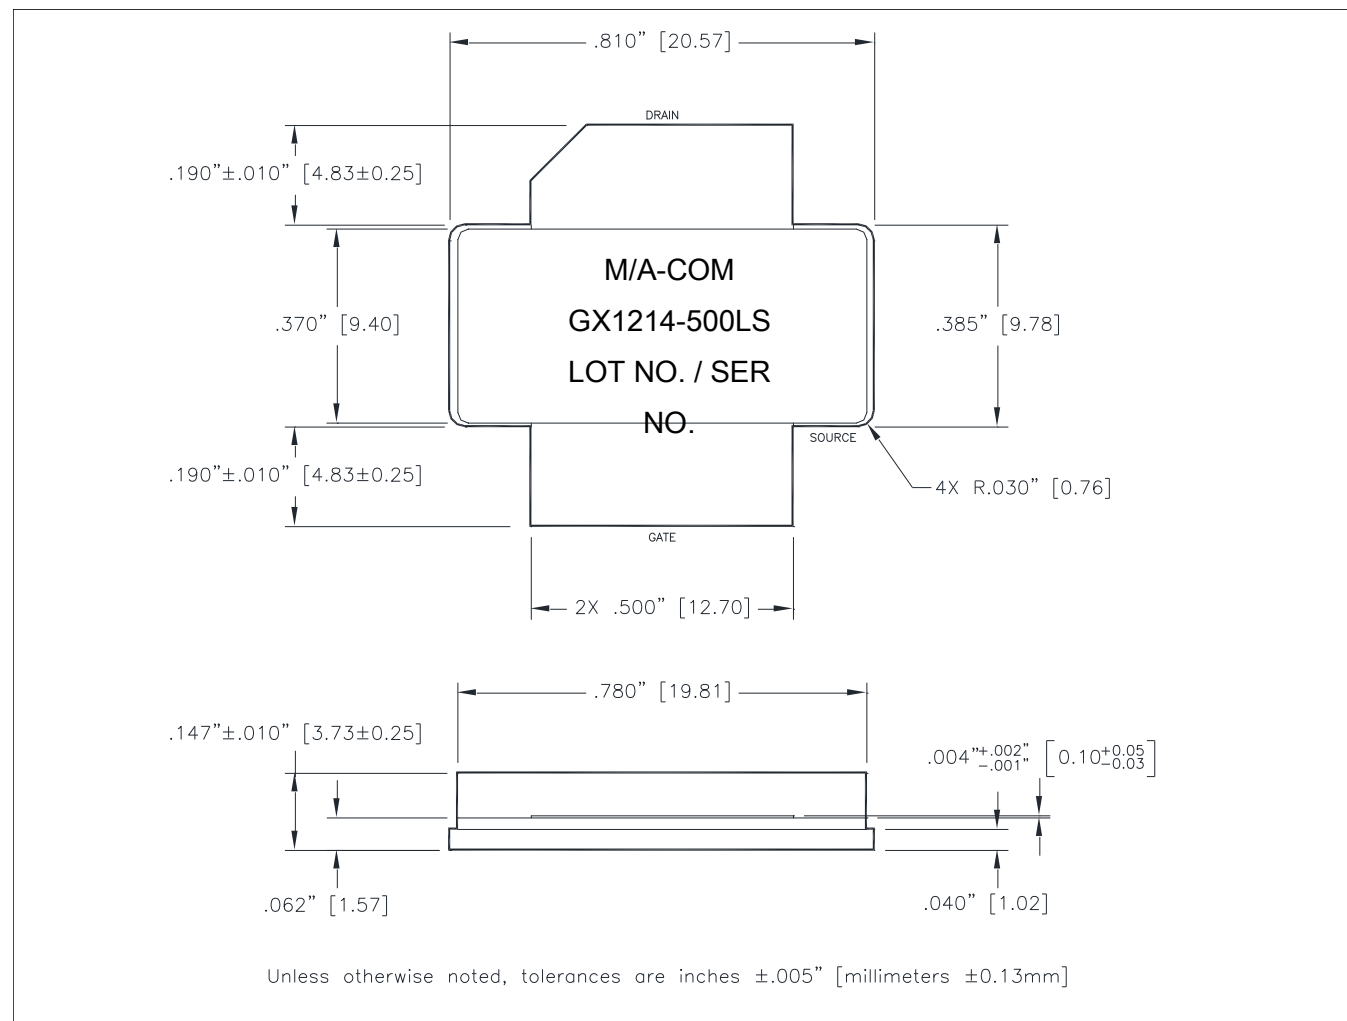 .810” [20.57]
DRAIN
.190”±.010” [4.83±0.25]
M/A-COM
GX1214-500LS
LOT NO. / SER
NO.
.370” [9.40]
.385” [9.78]
SOURCE
.190”±.010” [4.83±0.25]
4X R.030” [0.76]
GATE
2X .500” [12.70]
.780” [19.81]
.147”±.010” [3.73±0.25]
.004”+.002” -.001” [0.10+0.05 -0.03]
.062” [1.57]
.040” [1.02]
Unless otherwise noted, tolerances are inches ±.005” [millimeters ±0.13mm]